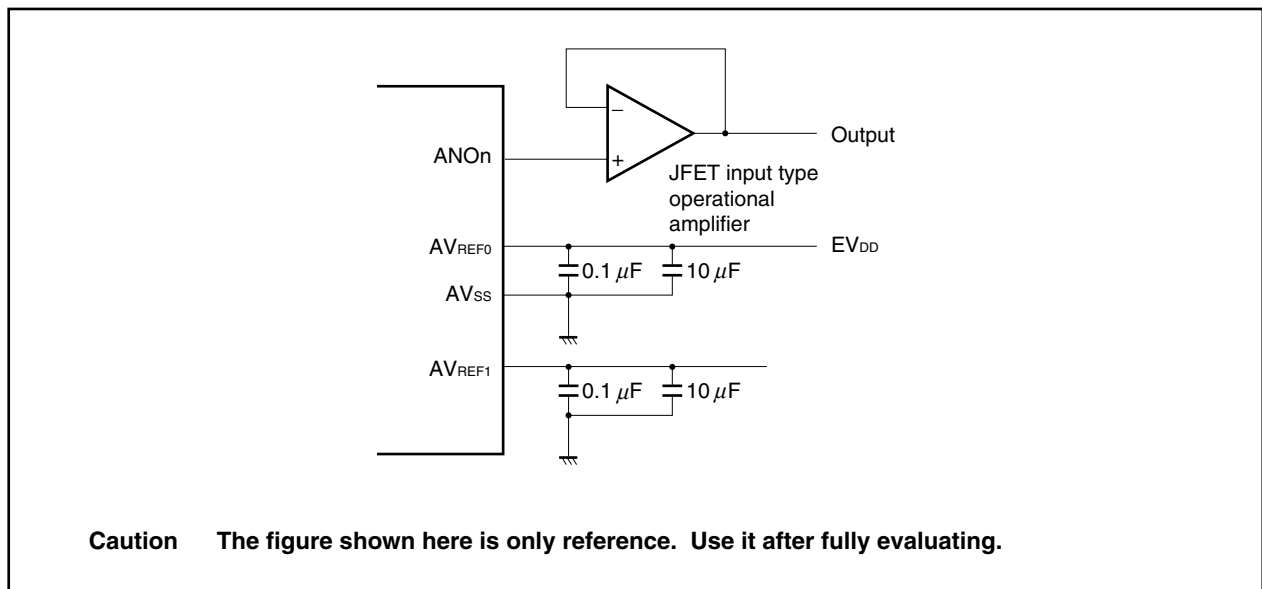 −
ANOn
+
Output
JFET input type
operational
amplifier
AVREF0
EVDD
0.1 μF
10 μF
AVSS
AVREF1
0.1 μF
10 μF
Caution The figure shown here is only reference. Use it after fully evaluating.